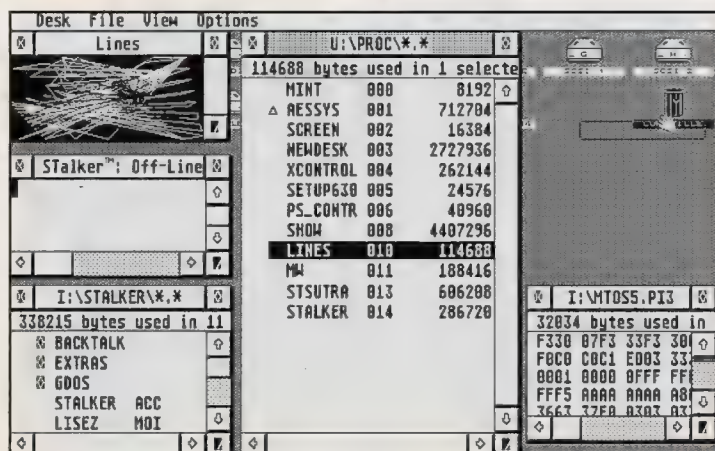 Desk File View Options
Lines
STalker™: Off-Line
I:\STALKER\*.*
338215 bytes used in 11
BACKTALK
EXTRAS
GDOS
STALKER ACC
LISEZ MOI
U:\PROC\*.*
114688 bytes used in 1 selecte
MINT 000 8192
AESSYS 001 712704
SCREEN 002 16384
NEWDESK 003 2727936
XCONTROL 004 262144
SETUP630 005 24576
PS_CONTR 006 40960
SHOW 008 4407296
LINES 010 114688
MW 011 188416
STSUTRA 013 606208
STALKER 014 286720
G H
I:\MTOS5.PI3
32034 bytes used in
F330 07F3 33F3 300
F0C0 C0C1 E003 333
0001 0000 0FFF FFF
FFF5 AAAA AAAA A80